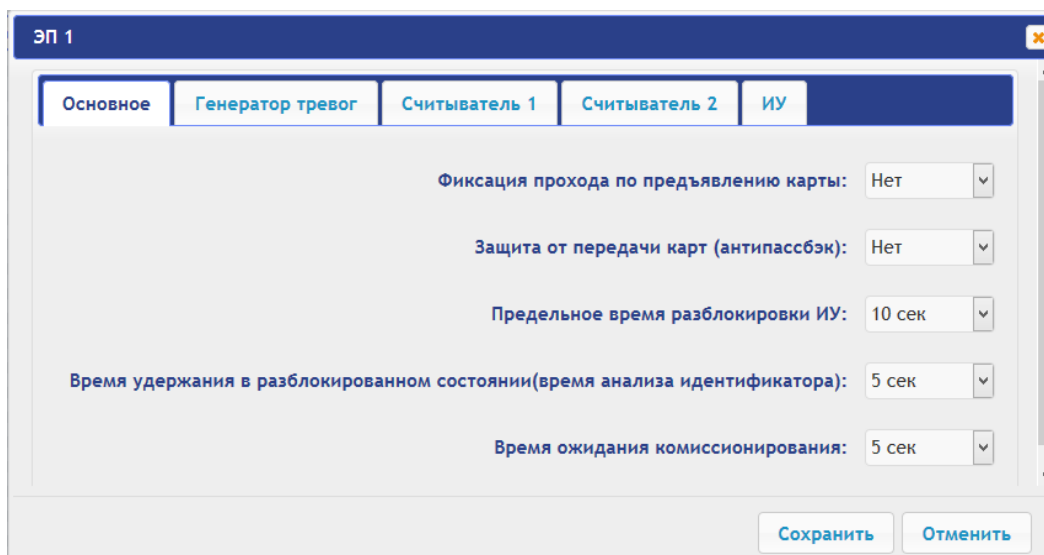 ЭП 1
Основное Генератор тревог Считыватель 1 Считыватель 2 ИУ
Фиксация прохода по предъявлению карты: Нет
Защита от передачи карт (антипассбэк): Нет
Предельное время разблокировки ИУ: 10 сек
Время удержания в разблокированном состоянии(время анализа идентификатора): 5 сек
Время ожидания комиссионирования: 5 сек
Сохранить Отменить